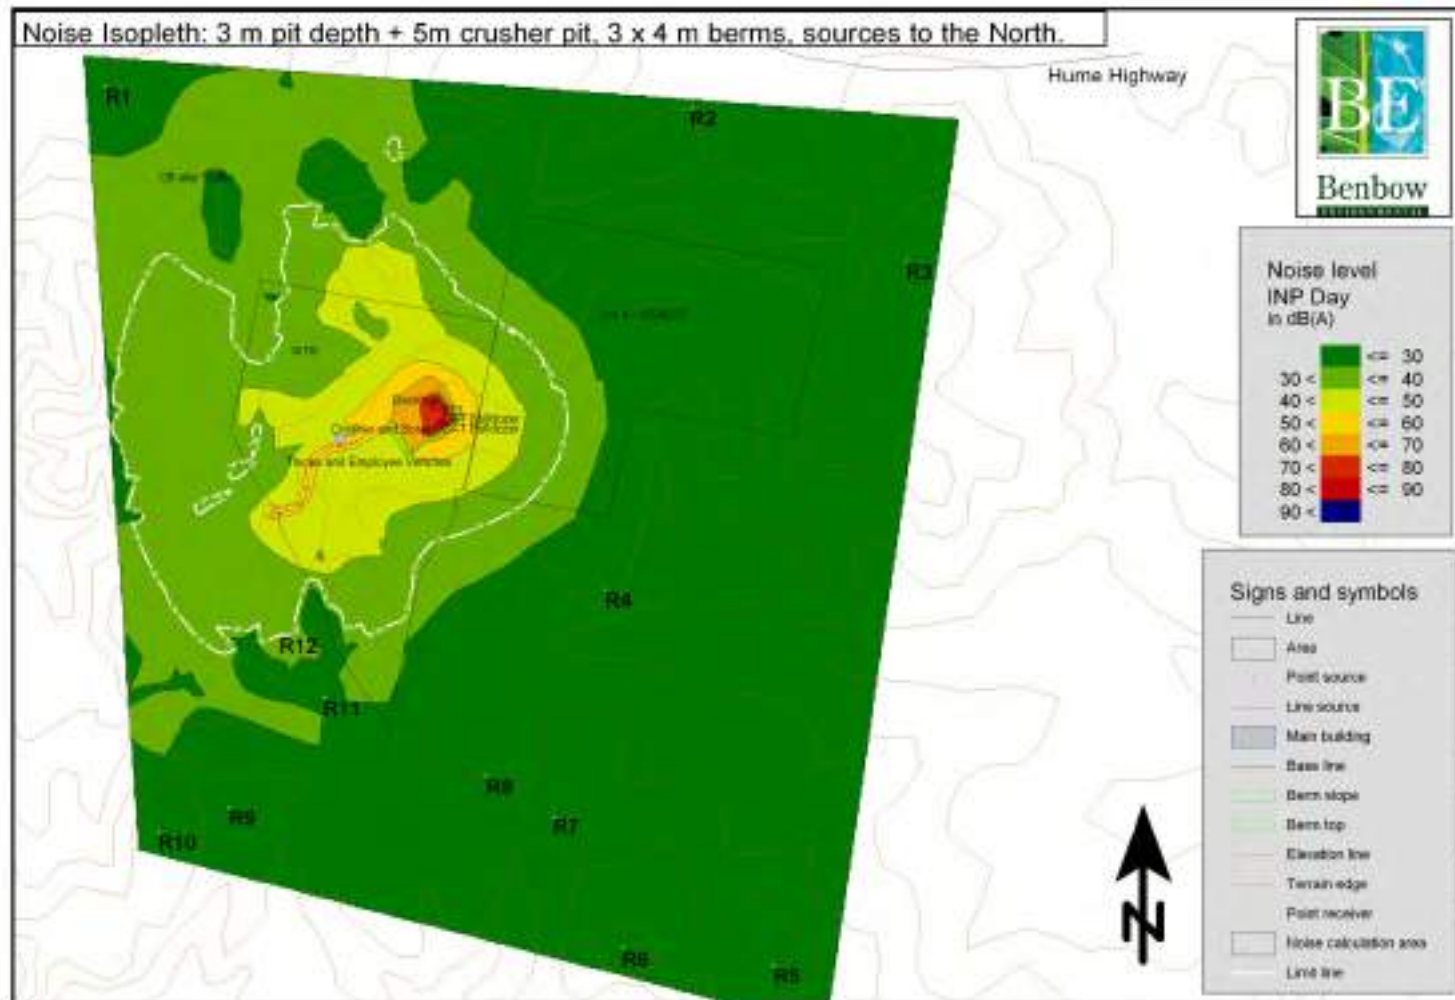 Noise Isopleth: 3 m pit depth + 5m crusher pit, 3 x 4 m berms, sources to the North.
Hume Highway
BE
Benbow
ENVIRONMENTAL
R1
R2
R3
SITE
Trucks and Employee Vehicles
R4
R12
R11
R8
R7
R9
R10
R6
R5
N
Noise level
INP Day
in dB(A)
<= 30
30 < <= 40
40 < <= 50
50 < <= 60
60 < <= 70
70 < <= 80
80 < <= 90
90 <
Signs and symbols
Line
Area
Point source
Line source
Main building
Base line
Berm slope
Berm top
Elevation line
Terrain edge
Point receiver
Noise calculation area
Limit line